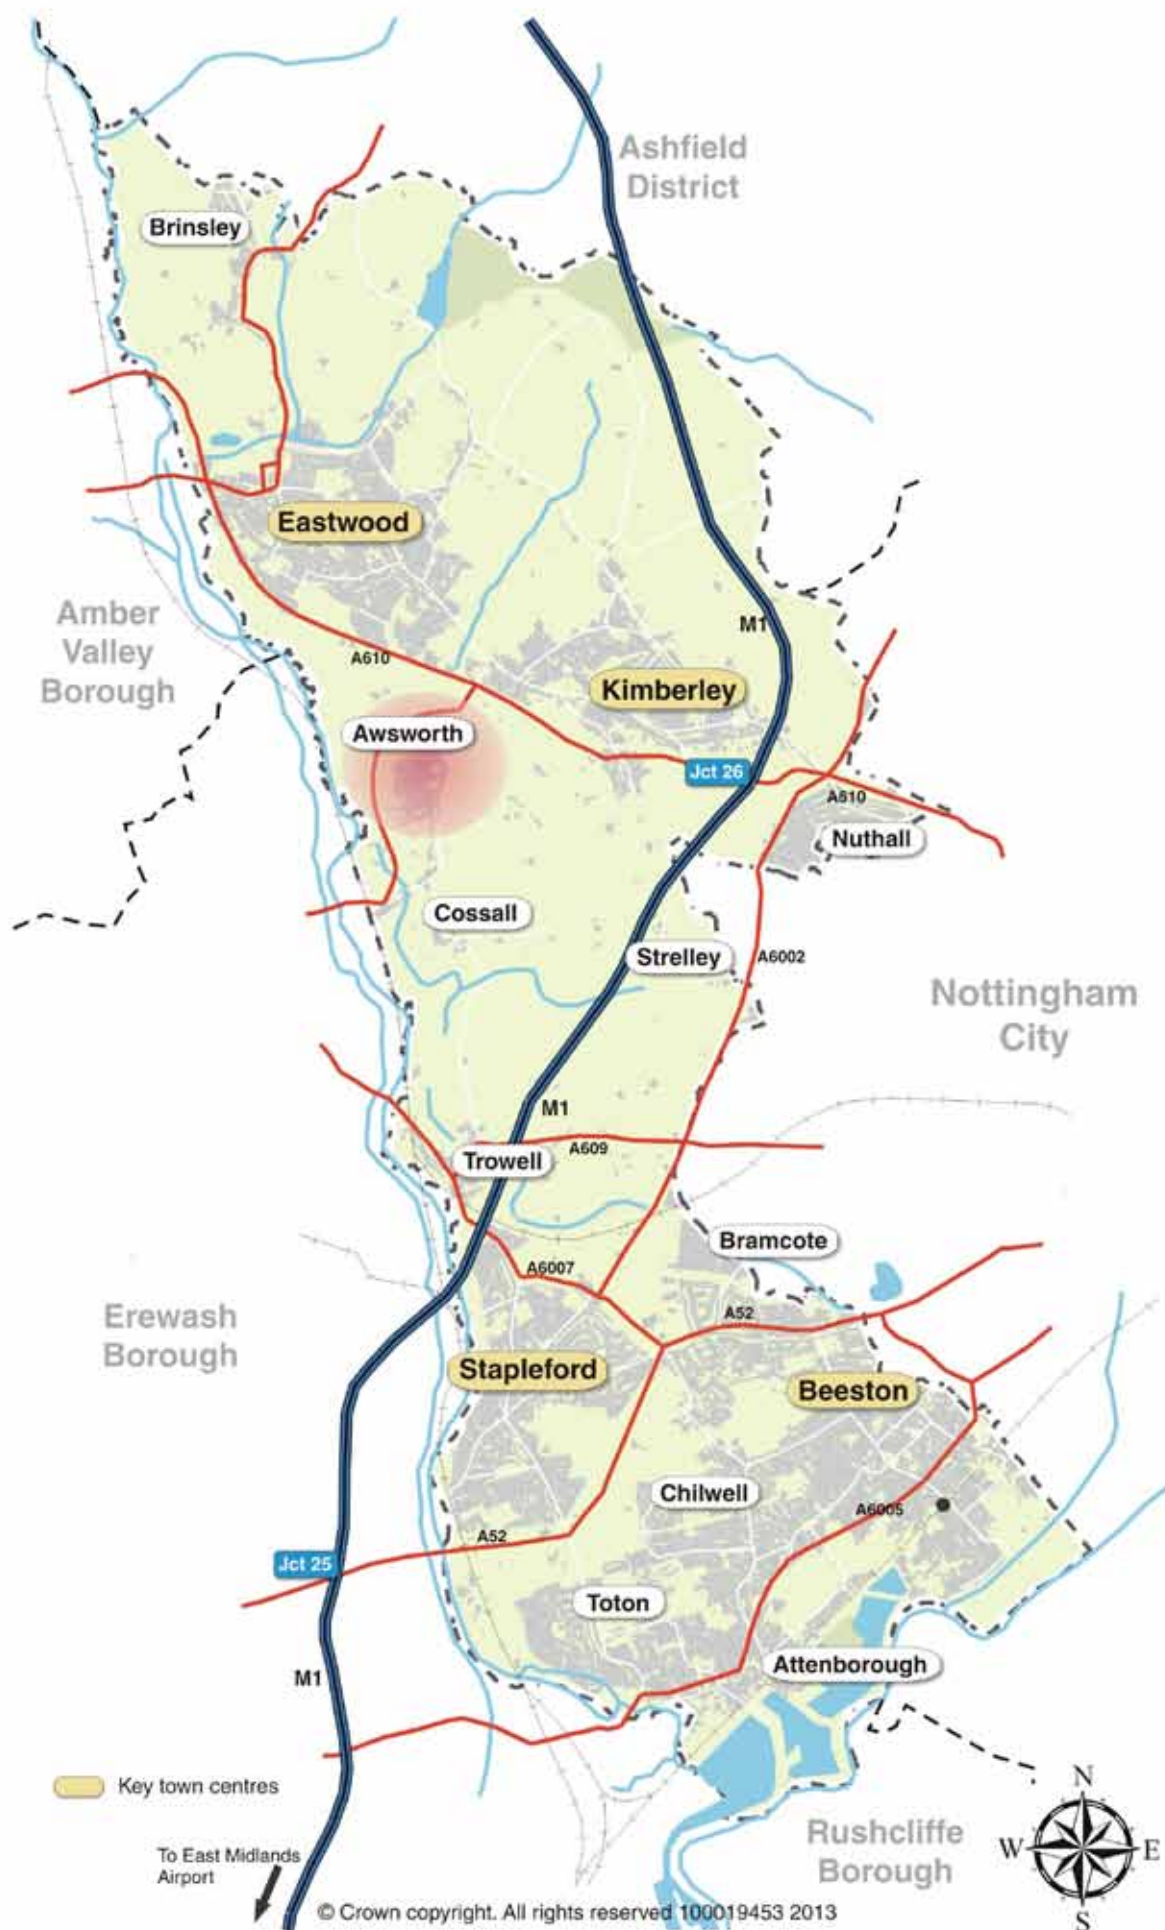 Ashfield
District
Brinsley
Eastwood
Amber
Valley
Borough
M1
A610
Kimberley
Awsworth
Jct 26
A610
Nuthall
Cossall
Strelley
A6002
Nottingham
City
M1
A609
Trowell
Bramcote
A6007
Erewash
Borough
A52
Stapleford
Beeston
Chilwell
A6005
A52
Jct 25
Toton
Attenborough
M1
Key town centres
N
W
E
S
Rushcliffe
Borough
To East Midlands
Airport
© Crown copyright. All rights reserved 100019453 2013